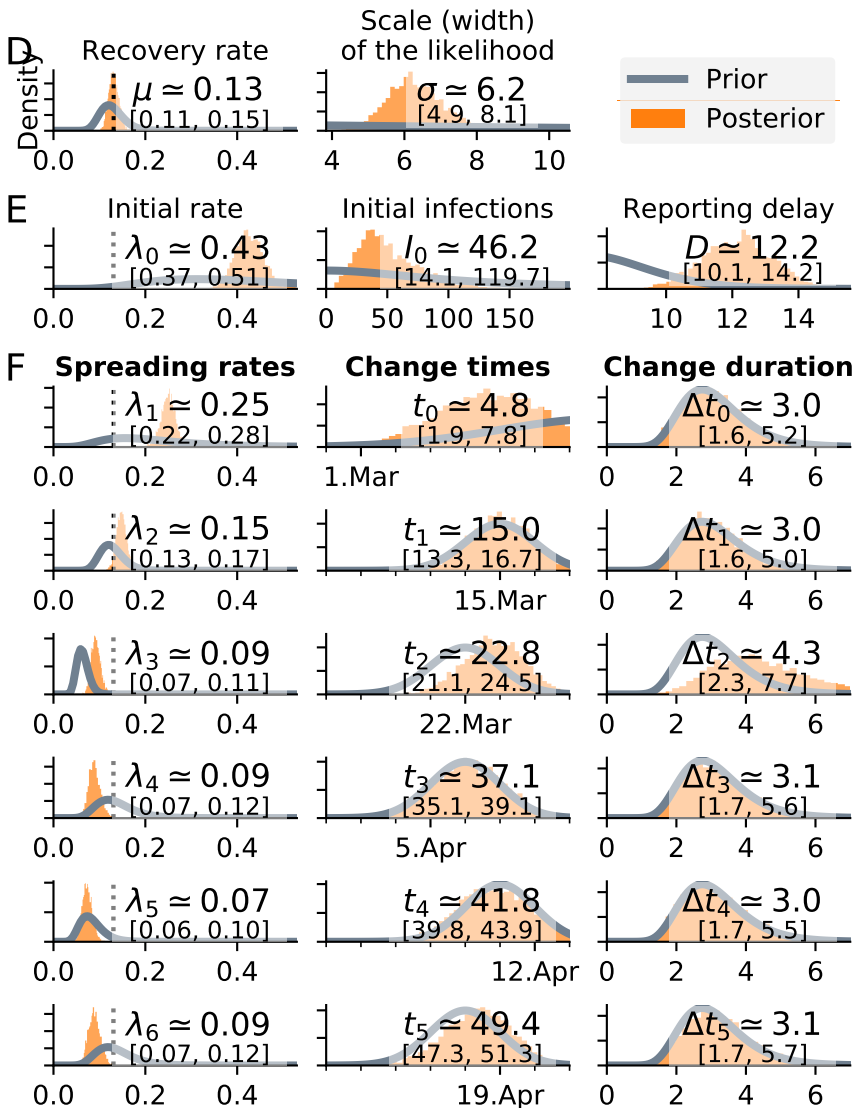 D
Density
Recovery rate
μ ≃ 0.13
[0.11, 0.15]
0.0 0.2 0.4
Scale (width)
of the likelihood
σ ≃ 6.2
[4.9, 8.1]
4 6 8 10
Prior
Posterior
E
Initial rate
λ0 ≃ 0.43
[0.37, 0.51]
0.0 0.2 0.4
Initial infections
I0 ≃ 46.2
[14.1, 119.7]
0 50 100 150
Reporting delay
D ≃ 12.2
[10.1, 14.2]
10 12 14
F
Spreading rates Change times Change duration
λ1 ≃ 0.25
[0.22, 0.28]
0.0 0.2 0.4
t0 ≃ 4.8
[1.9, 7.8]
1.Mar
Δt0 ≃ 3.0
[1.6, 5.2]
0 2 4 6
λ2 ≃ 0.15
[0.13, 0.17]
0.0 0.2 0.4
t1 ≃ 15.0
[13.3, 16.7]
15.Mar
Δt1 ≃ 3.0
[1.6, 5.0]
0 2 4 6
λ3 ≃ 0.09
[0.07, 0.11]
0.0 0.2 0.4
t2 ≃ 22.8
[21.1, 24.5]
22.Mar
Δt2 ≃ 4.3
[2.3, 7.7]
0 2 4 6
λ4 ≃ 0.09
[0.07, 0.12]
0.0 0.2 0.4
t3 ≃ 37.1
[35.1, 39.1]
5.Apr
Δt3 ≃ 3.1
[1.7, 5.6]
0 2 4 6
λ5 ≃ 0.07
[0.06, 0.10]
0.0 0.2 0.4
t4 ≃ 41.8
[39.8, 43.9]
12.Apr
Δt4 ≃ 3.0
[1.7, 5.5]
0 2 4 6
λ6 ≃ 0.09
[0.07, 0.12]
0.0 0.2 0.4
t5 ≃ 49.4
[47.3, 51.3]
19.Apr
Δt5 ≃ 3.1
[1.7, 5.7]
0 2 4 6